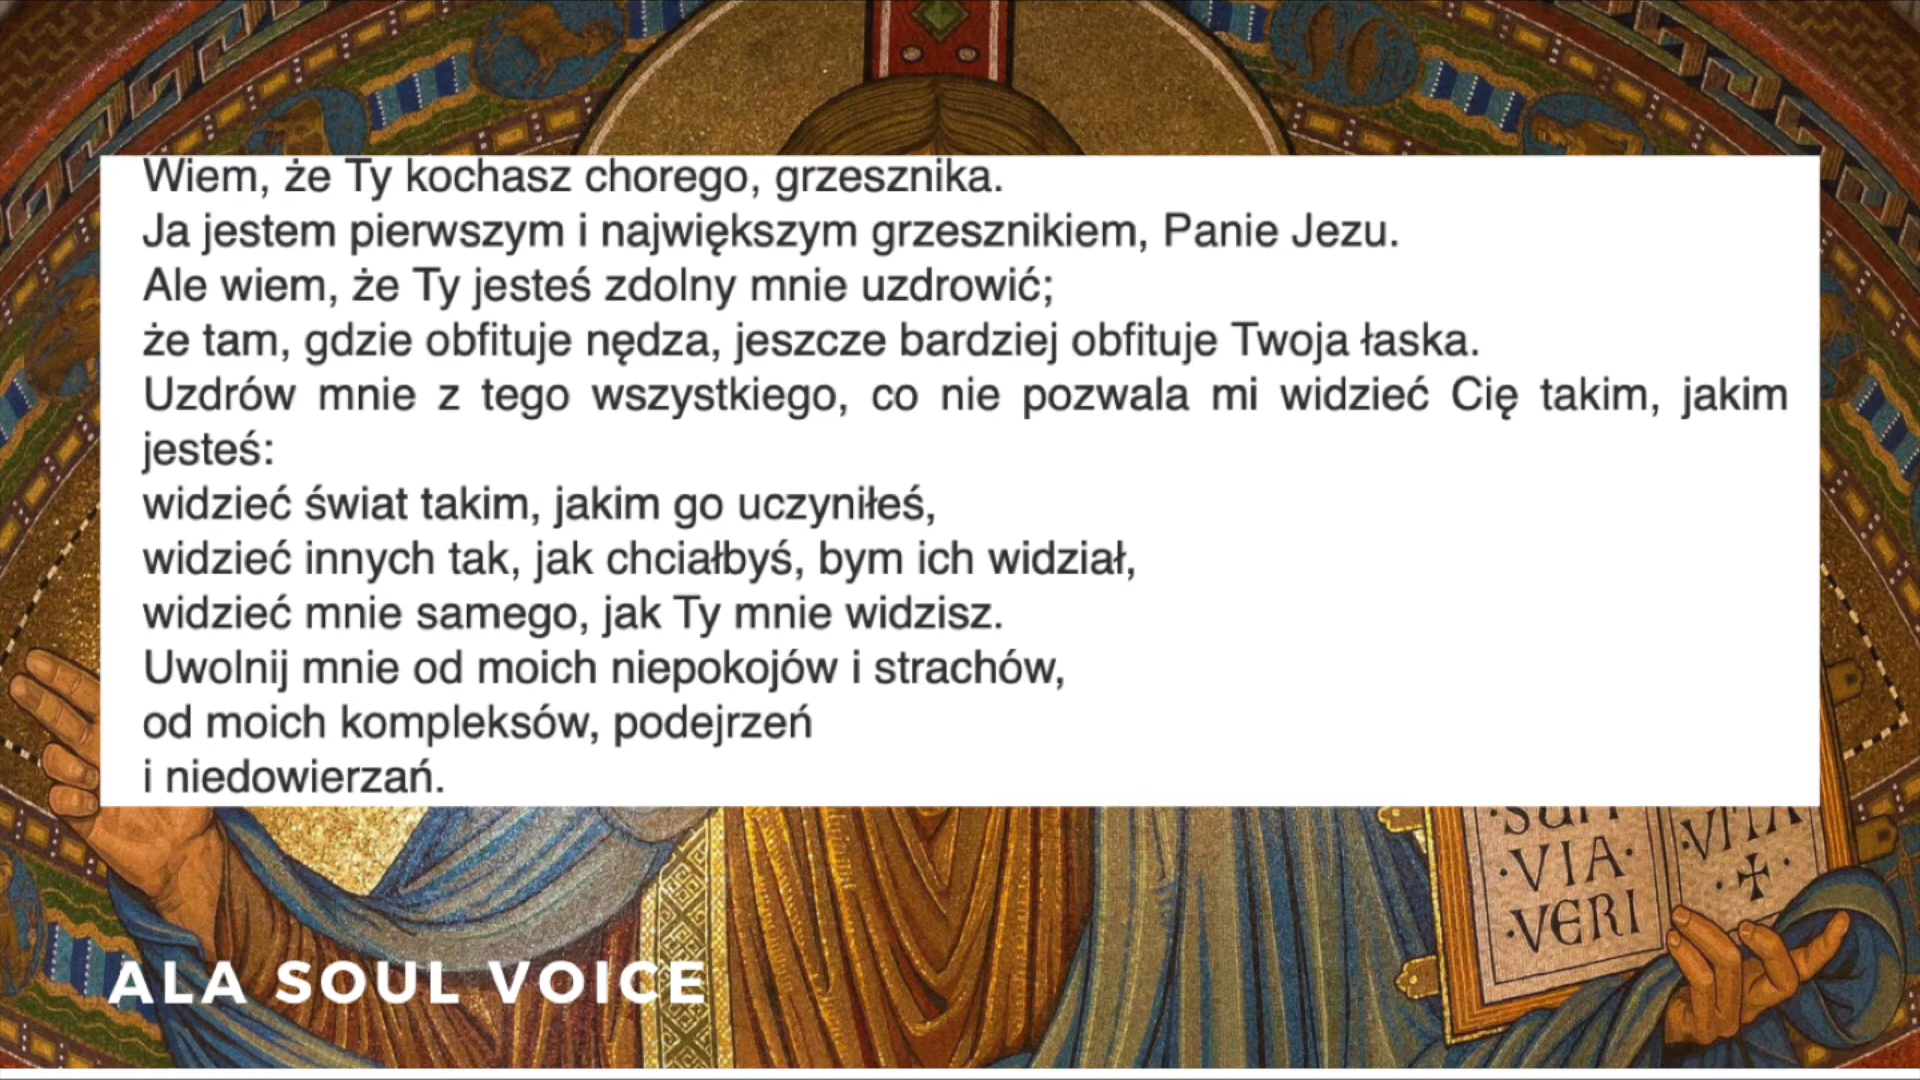 Wiem, że Ty kochasz chorego, grzesznika.
Ja jestem pierwszym i największym grzesznikiem, Panie Jezu.
Ale wiem, że Ty jesteś zdolny mnie uzdrowić;
że tam, gdzie obfituje nędza, jeszcze bardziej obfituje Twoja łaska.
Uzdrów mnie z tego wszystkiego, co nie pozwala mi widzieć Cię takim, jakim
jesteś:
widzieć świat takim, jakim go uczyniłeś,
widzieć innych tak, jak chciałbyś, bym ich widział,
widzieć mnie samego, jak Ty mnie widzisz.
Uwolnij mnie od moich niepokojów i strachów,
od moich kompleksów, podejrzeń
i niedowierzań.
·VIA·
·VERI
VITA
ALA SOUL VOICE